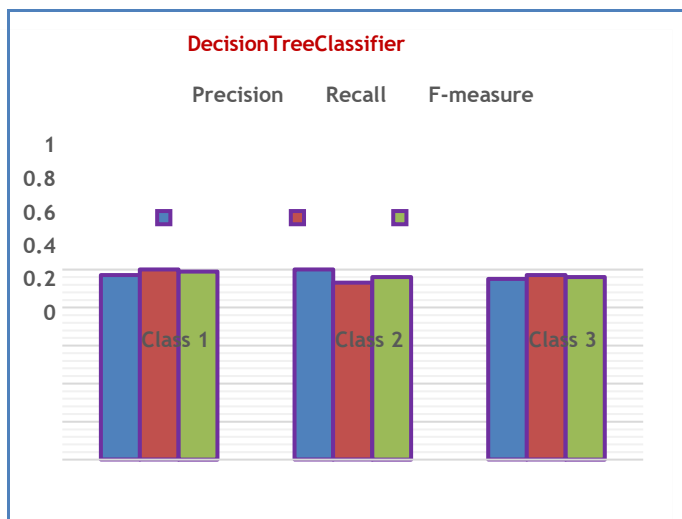 DecisionTreeClassifier
Precision Recall F-measure
1
0.8
0.6
0.4
0.2
0
Class 1 Class 2 Class 3